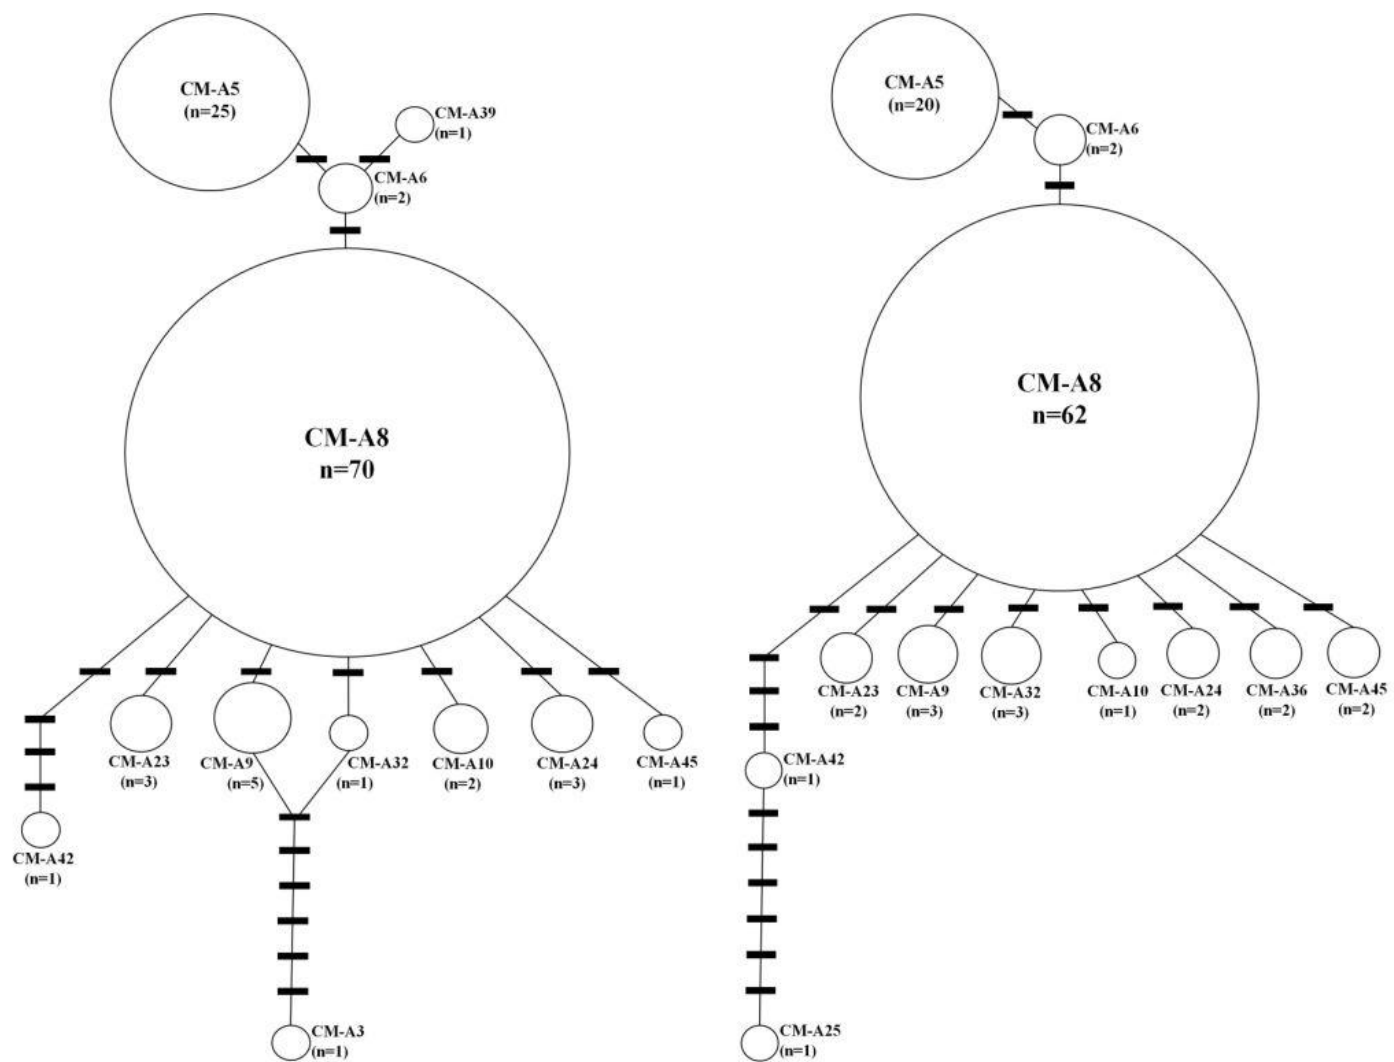 CM-A5
(n=25)
CM-A39
(n=1)
CM-A6
(n=2)
CM-A8
n=70
CM-A23
(n=3)
CM-A9
(n=5)
CM-A32
(n=1)
CM-A10
(n=2)
CM-A24
(n=3)
CM-A45
(n=1)
CM-A42
(n=1)
CM-A3
(n=1)
CM-A5
(n=20)
CM-A6
(n=2)
CM-A8
n=62
CM-A23
(n=2)
CM-A9
(n=3)
CM-A32
(n=3)
CM-A10
(n=1)
CM-A24
(n=2)
CM-A36
(n=2)
CM-A45
(n=2)
CM-A42
(n=1)
CM-A25
(n=1)